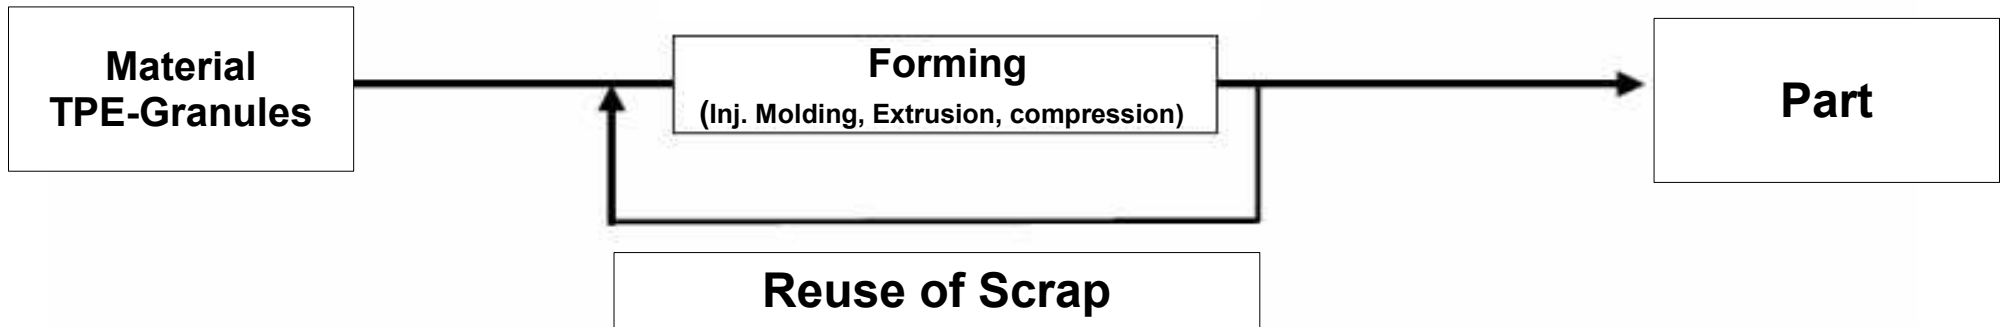 Material
TPE-Granules
Forming
(Inj. Molding, Extrusion, compression)
Part
Reuse of Scrap